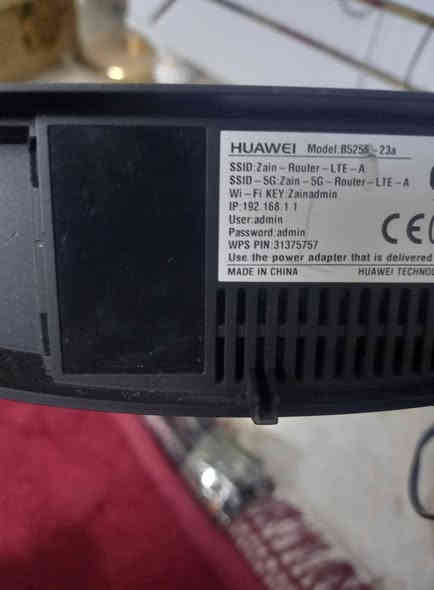 HUAWEI Model:B525s-23a
SSID:Zain-Router-LTE-A
SSID-5G:Zain-5G-Router-LTE-A
Wi-Fi KEY:Zainadmin
IP:192.168.1.1
User:admin
Password:admin
WPS PIN:31375757
CE
Use the power adapter that is delivered
MADE IN CHINA HUAWEI TECHNOL